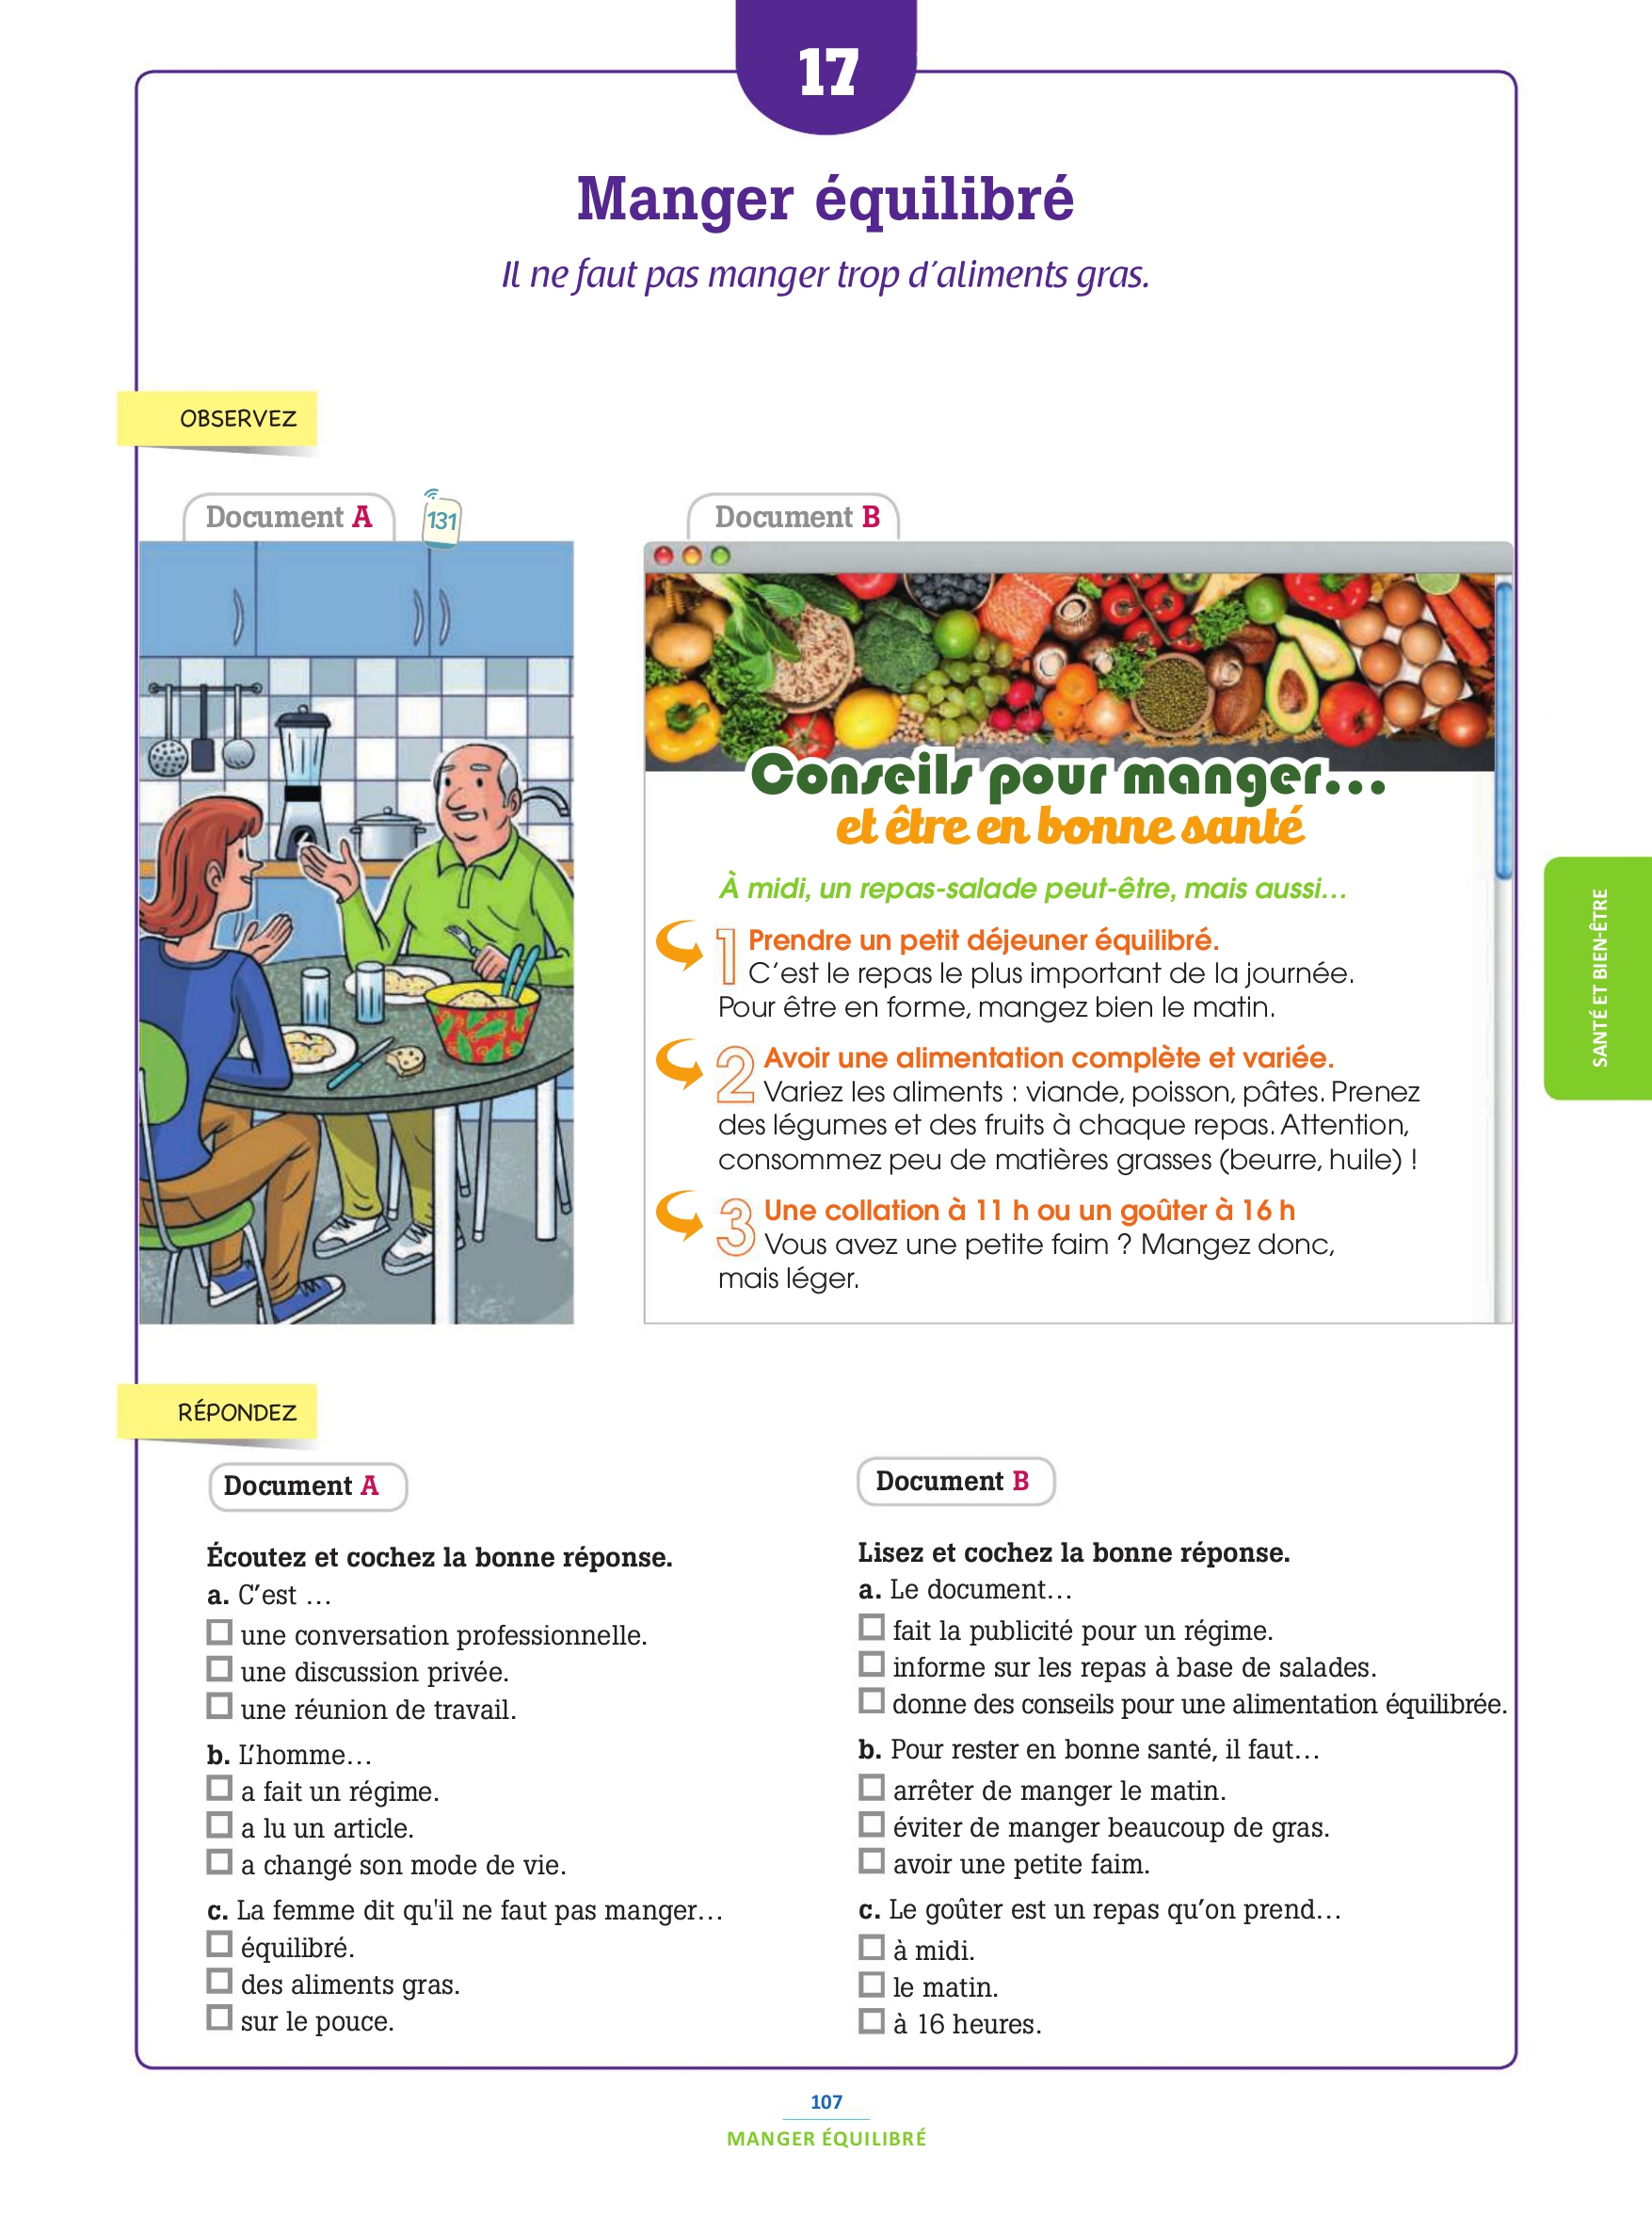 17
Manger équilibré
Il ne faut pas manger trop d'aliments gras.
OBSERVEZ
Document A
131
Document B
Conseils pour manger...
et être en bonne santé
À midi, un repas-salade peut-être, mais aussi...
1 Prendre un petit déjeuner équilibré.
C'est le repas le plus important de la journée.
Pour être en forme, mangez bien le matin.
2 Avoir une alimentation complète et variée.
Variez les aliments : viande, poisson, pâtes. Prenez
des légumes et des fruits à chaque repas. Attention,
consommez peu de matières grasses (beurre, huile) !
3 Une collation à 11 h ou un goûter à 16 h
Vous avez une petite faim ? Mangez donc,
mais léger.
SANTÉ ET BIEN-ÊTRE
RÉPONDEZ
Document A
Écoutez et cochez la bonne réponse.
a. C'est ...
une conversation professionnelle.
une discussion privée.
une réunion de travail.
b. L'homme...
a fait un régime.
a lu un article.
a changé son mode de vie.
c. La femme dit qu'il ne faut pas manger...
équilibré.
des aliments gras.
sur le pouce.
Document B
Lisez et cochez la bonne réponse.
a. Le document...
fait la publicité pour un régime.
informe sur les repas à base de salades.
donne des conseils pour une alimentation équilibrée.
b. Pour rester en bonne santé, il faut...
arrêter de manger le matin.
éviter de manger beaucoup de gras.
avoir une petite faim.
c. Le goûter est un repas qu'on prend...
à midi.
le matin.
à 16 heures.
107
MANGER ÉQUILIBRÉ